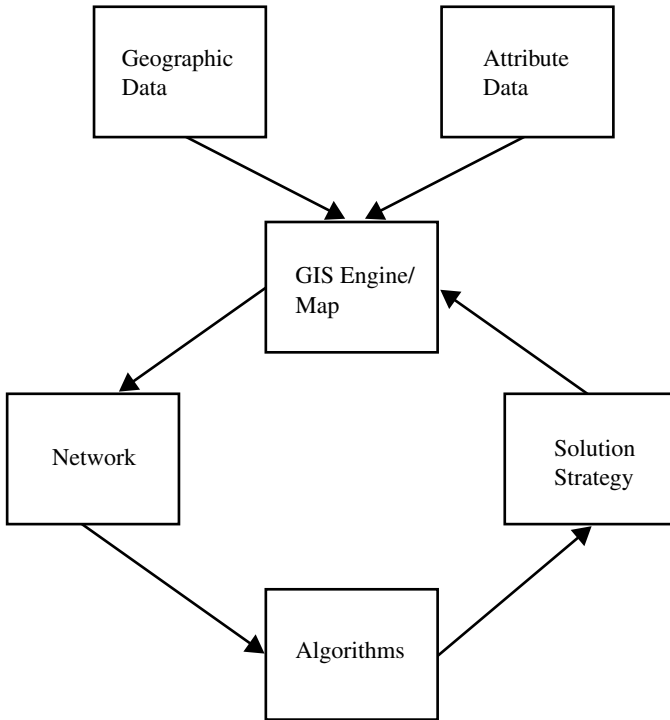 Geographic
Data
Attribute
Data
GIS Engine/
Map
Network
Solution
Strategy
Algorithms